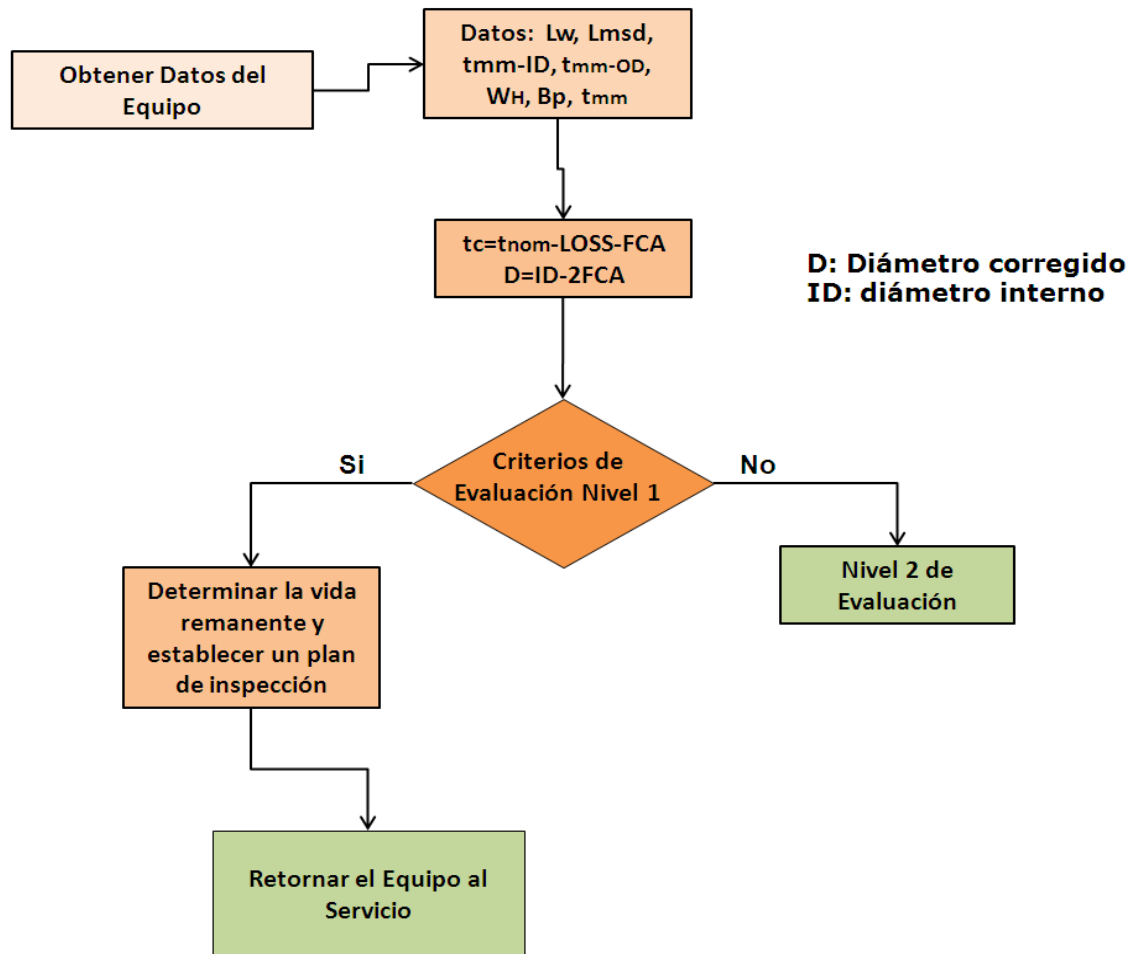 Obtener Datos del
Equipo
Datos: Lw, Lmsd,
tmm-ID, tmm-OD,
WH, Bp, tmm
tc=tnom-LOSS-FCA
D=ID-2FCA
D: Diámetro corregido
ID: diámetro interno
Criterios de
Evaluación Nivel 1
Si
No
Determinar la vida
remanente y
establecer un plan
de inspección
Nivel 2 de
Evaluación
Retornar el Equipo al
Servicio